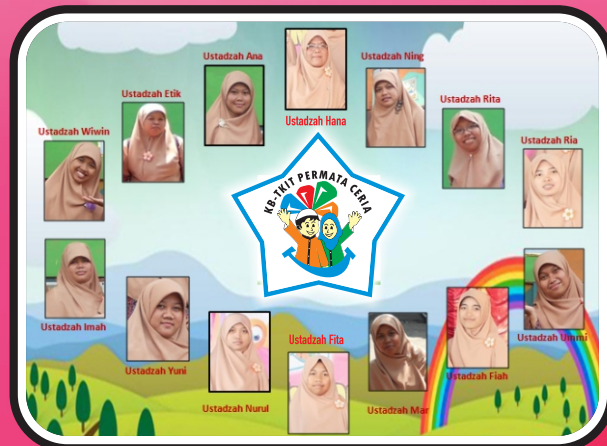 Ustadzah Hana
Ustadzah Ana
Ustadzah Ning
Ustadzah Etik
Ustadzah Rita
Ustadzah Wiwin
Ustadzah Ria
KB-TKIT PERMATA CERIA
Ustadzah Imah
Ustadzah Ummi
Ustadzah Yuni
Ustadzah Fiah
Ustadzah Fita
Ustadzah Nurul
Ustadzah Mar